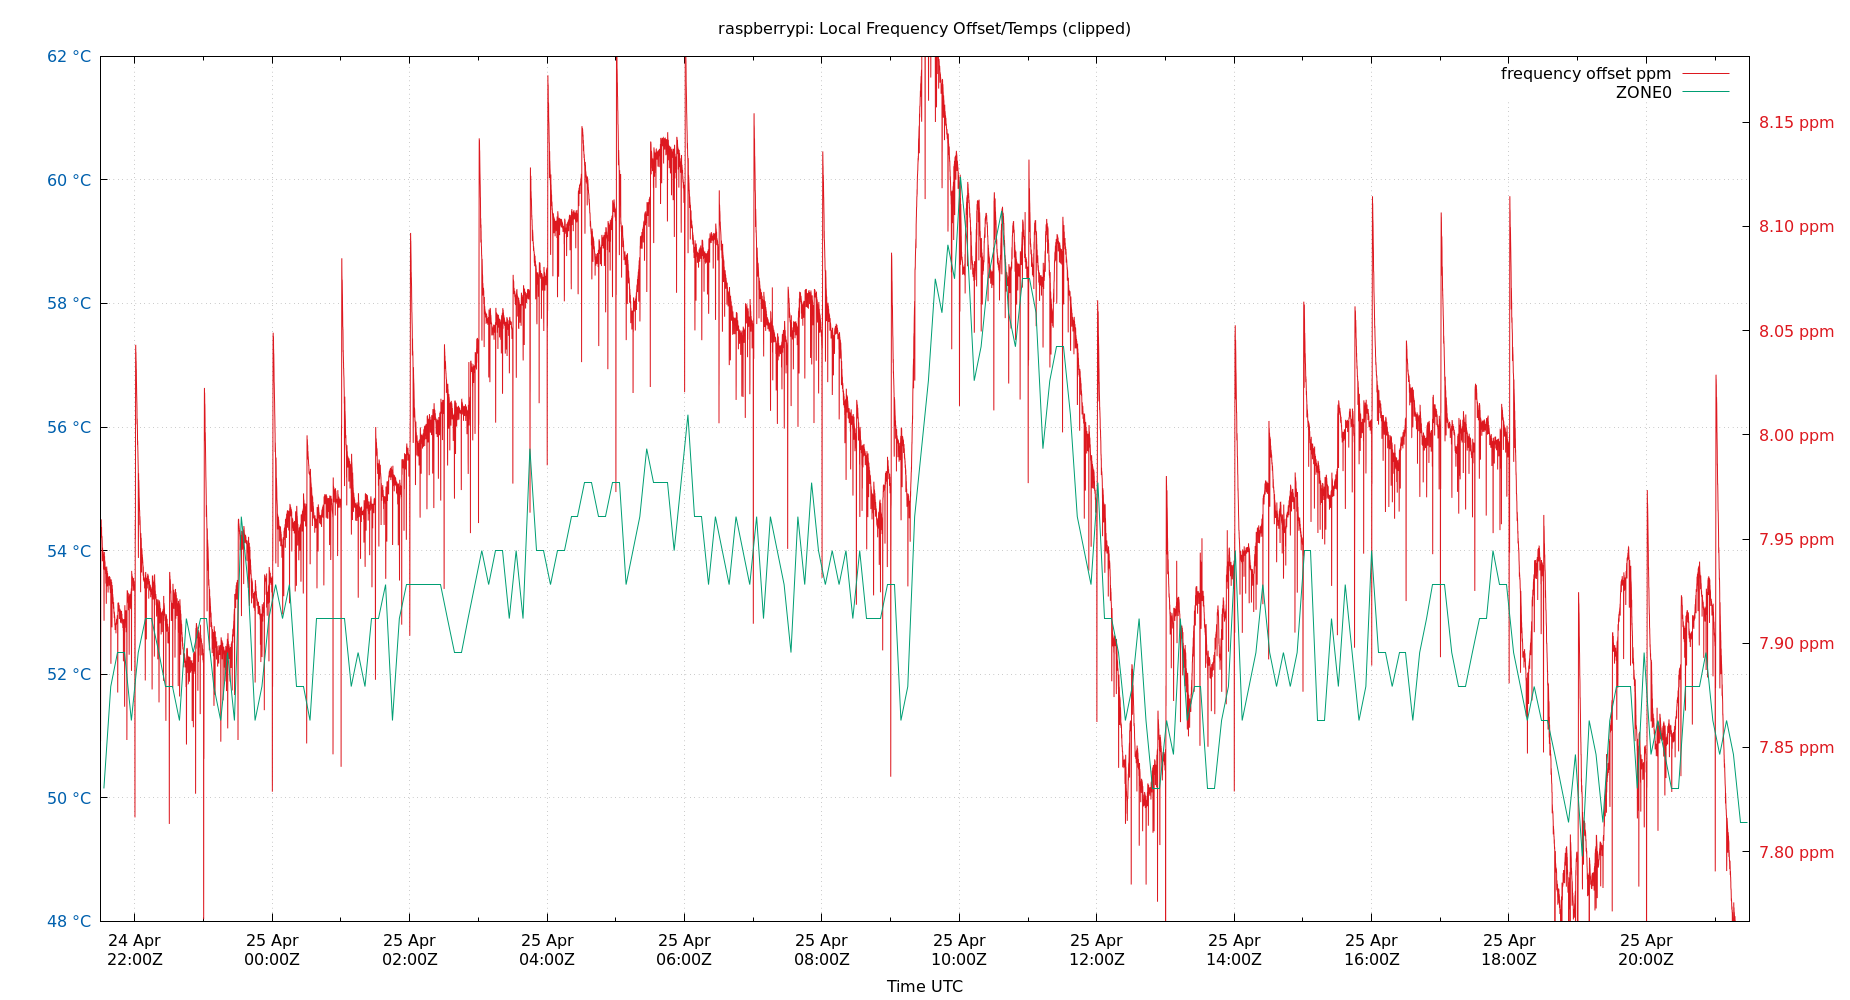 raspberrypi: Local Frequency Offset/Temps (clipped)
frequency offset ppm
ZONE0
62 °C
60 °C
58 °C
56 °C
54 °C
52 °C
50 °C
48 °C
8.15 ppm
8.10 ppm
8.05 ppm
8.00 ppm
7.95 ppm
7.90 ppm
7.85 ppm
7.80 ppm
24 Apr 25 Apr 25 Apr 25 Apr 25 Apr 25 Apr 25 Apr 25 Apr 25 Apr 25 Apr 25 Apr 25 Apr
22:00Z 00:00Z 02:00Z 04:00Z 06:00Z 08:00Z 10:00Z 12:00Z 14:00Z 16:00Z 18:00Z 20:00Z
Time UTC